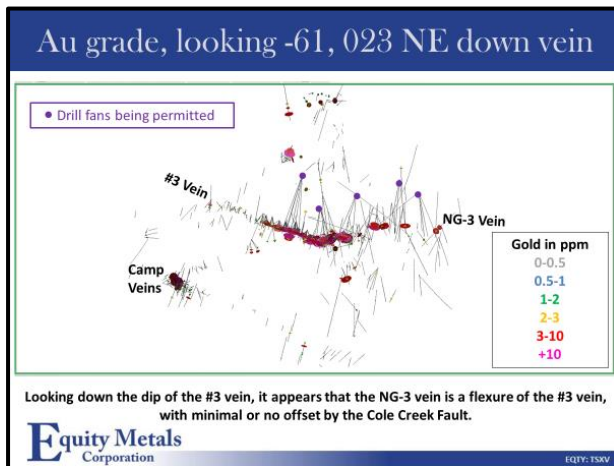 Au grade, looking -61, 023 NE down vein
Drill fans being permitted
#3 Vein
NG-3 Vein
Camp
Veins
Gold in ppm
0-0.5
0.5-1
1-2
2-3
3-10
+10
Looking down the dip of the #3 vein, it appears that the NG-3 vein is a flexure of the #3 vein,
with minimal or no offset by the Cole Creek Fault.
Equity Metals
Corporation
EQTY: TSXV